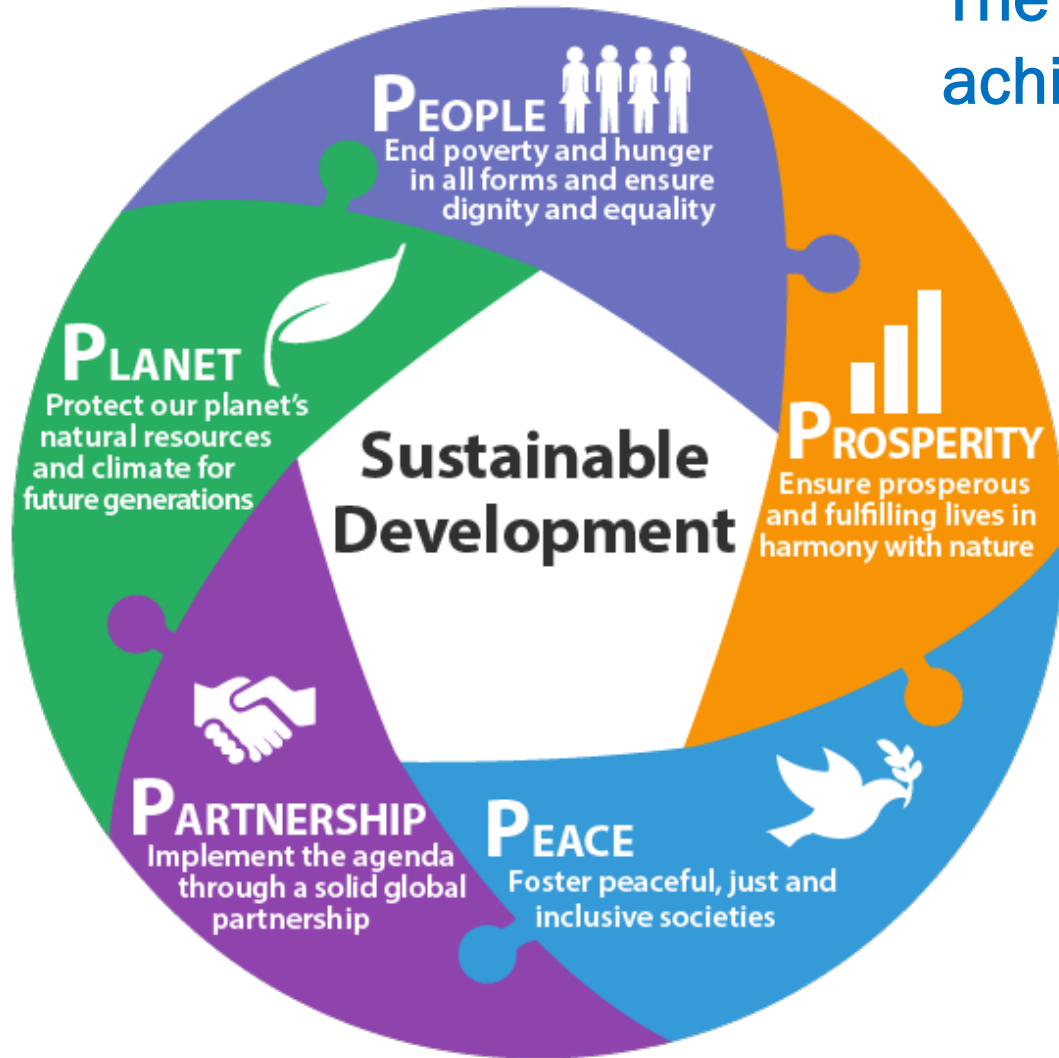 The
achi
PEOPLE
End poverty and hunger
in all forms and ensure
dignity and equality
PROSPERITY
Ensure prosperous
and fulfilling lives in
harmony with nature
PEACE
Foster peaceful, just and
inclusive societies
PARTNERSHIP
Implement the agenda
through a solid global
partnership
PLANET
Protect our planet's
natural resources
and climate for
future generations
Sustainable
Development